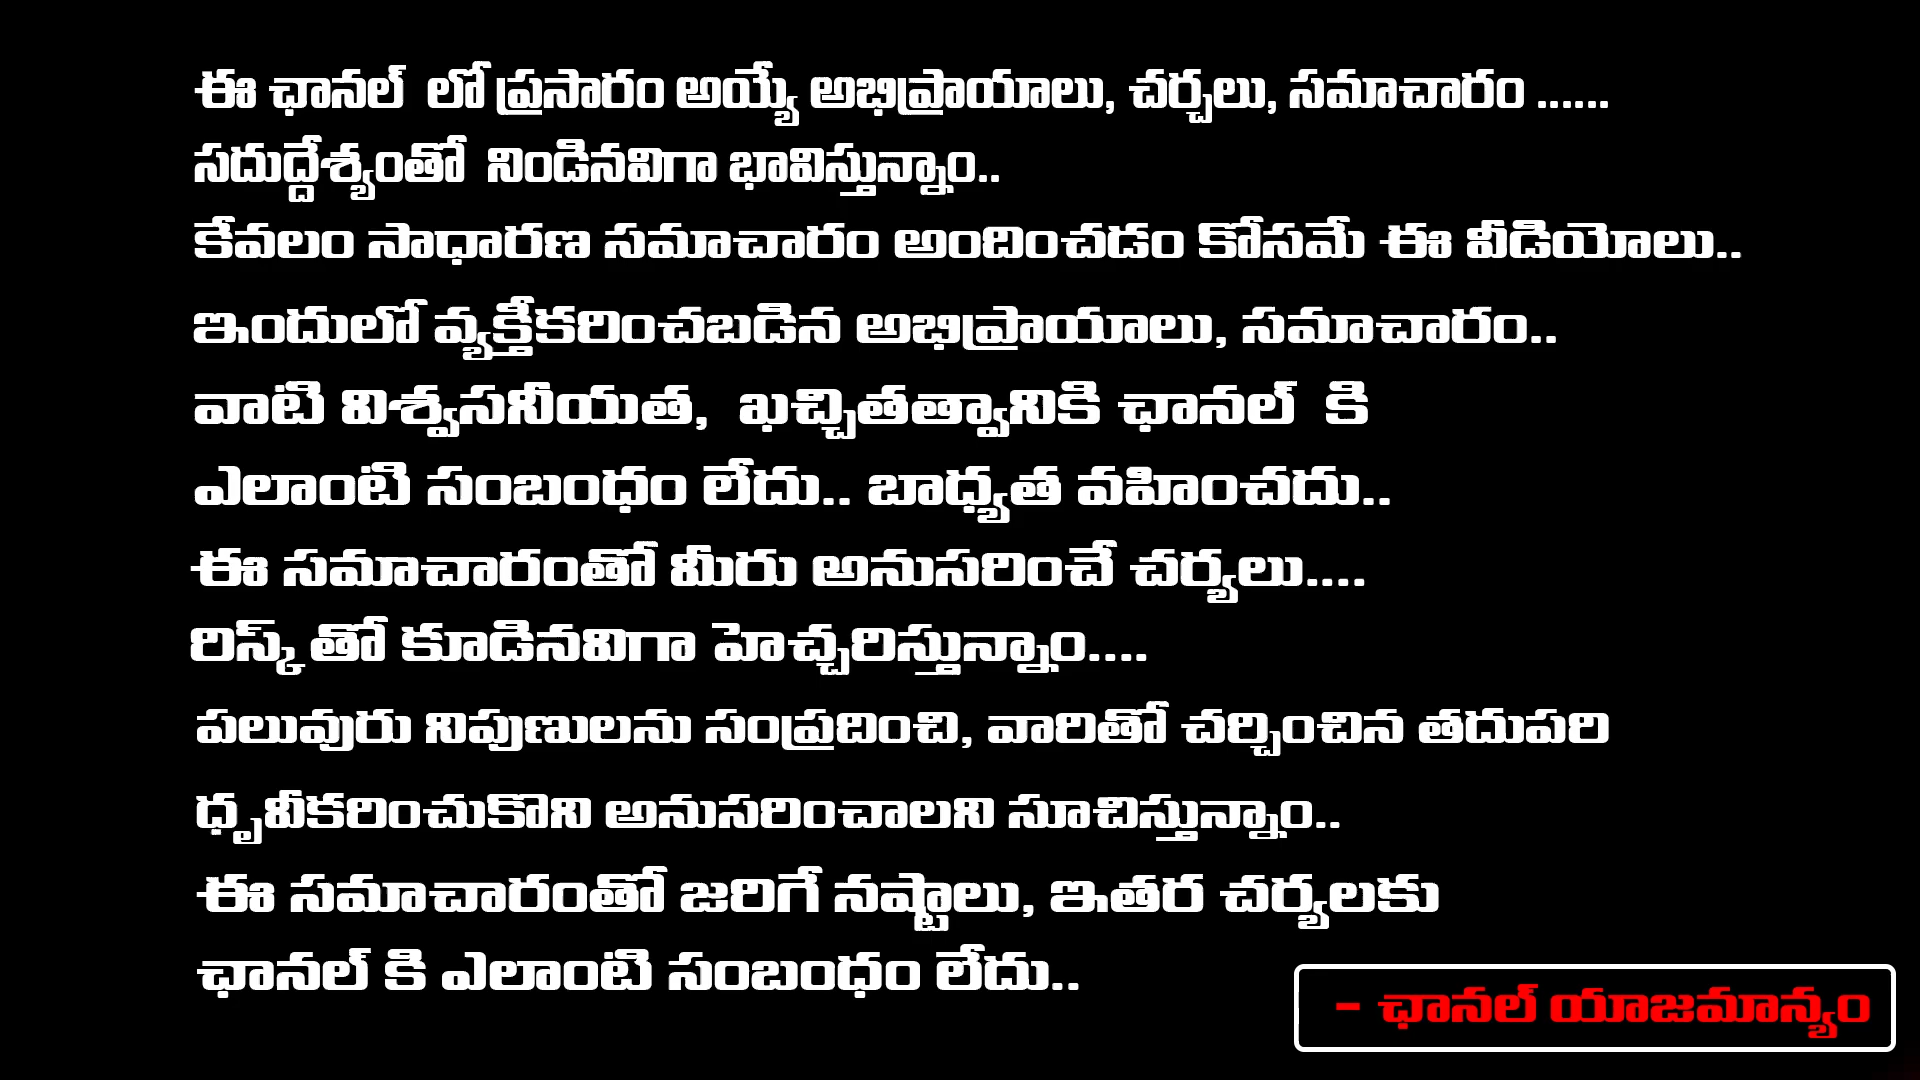 ఈ ఛానల్ లో ప్రసారం అయ్యే అభిప్రాయాలు, చర్చలు, సమాచారం ......
సదుద్దేశ్యంతో నిండినవిగా భావిస్తున్నాం..
కేవలం సాధారణ సమాచారం అందించడం కోసమే ఈ వీడియోలు..
ఇందులో వ్యక్తీకరించబడిన అభిప్రాయాలు, సమాచారం..
వాటి విశ్వసనీయత, ఖచ్చితత్వానికి ఛానల్ కి
ఎలాంటి సంబంధం లేదు.. బాధ్యత వహించదు..
ఈ సమాచారంతో మీరు అనుసరించే చర్యలు....
రిస్క్ తో కూడినవిగా హెచ్చరిస్తున్నాం....
పలువురు నిపుణులను సంప్రదించి, వారితో చర్చించిన తదుపరి
ధృవీకరించుకొని అనుసరించాలని సూచిస్తున్నాం..
ఈ సమాచారంతో జరిగే నష్టాలు, ఇతర చర్యలకు
ఛానల్ కి ఎలాంటి సంబంధం లేదు..
- ఛానల్ యాజమాన్యం